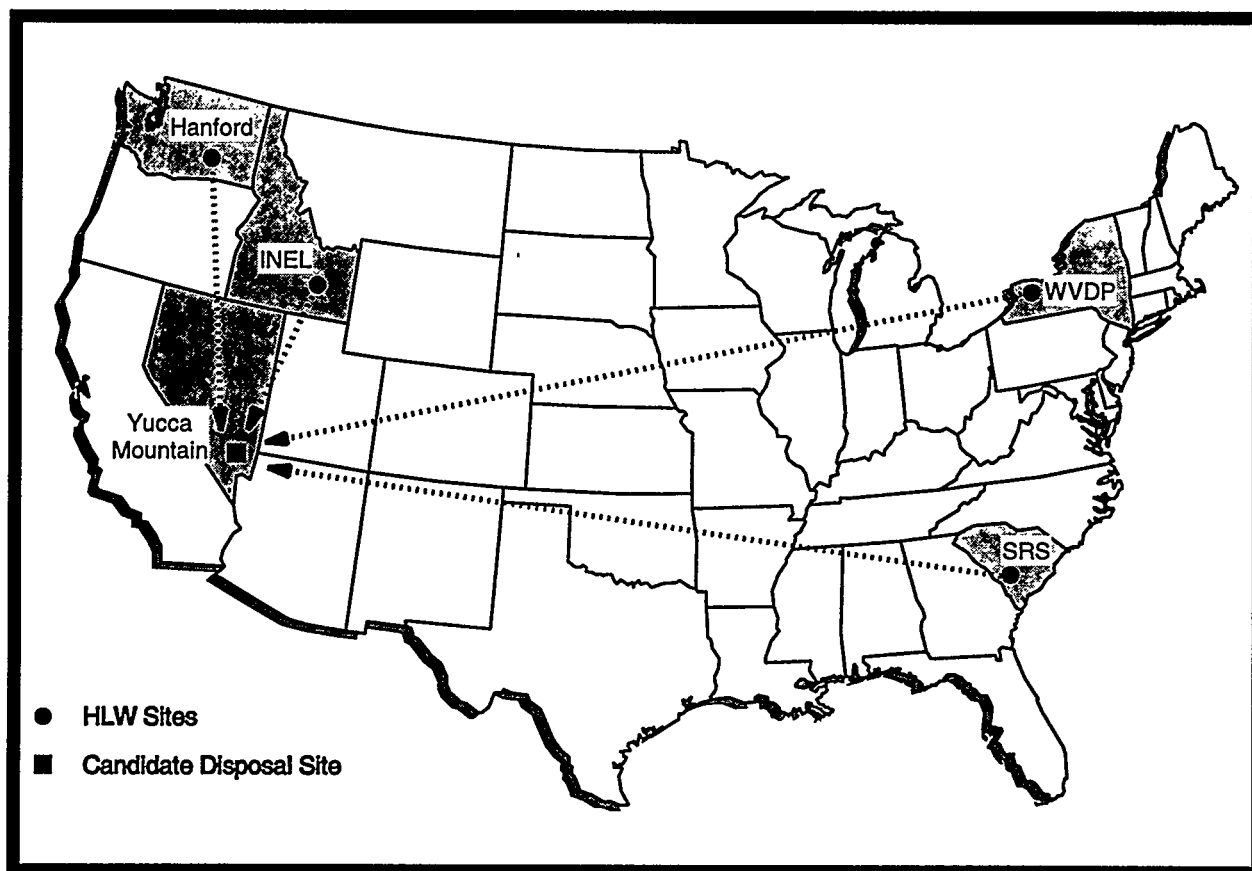 Hanford
INEL
WVDP
Yucca
Mountain
SRS
HLW Sites
Candidate Disposal Site